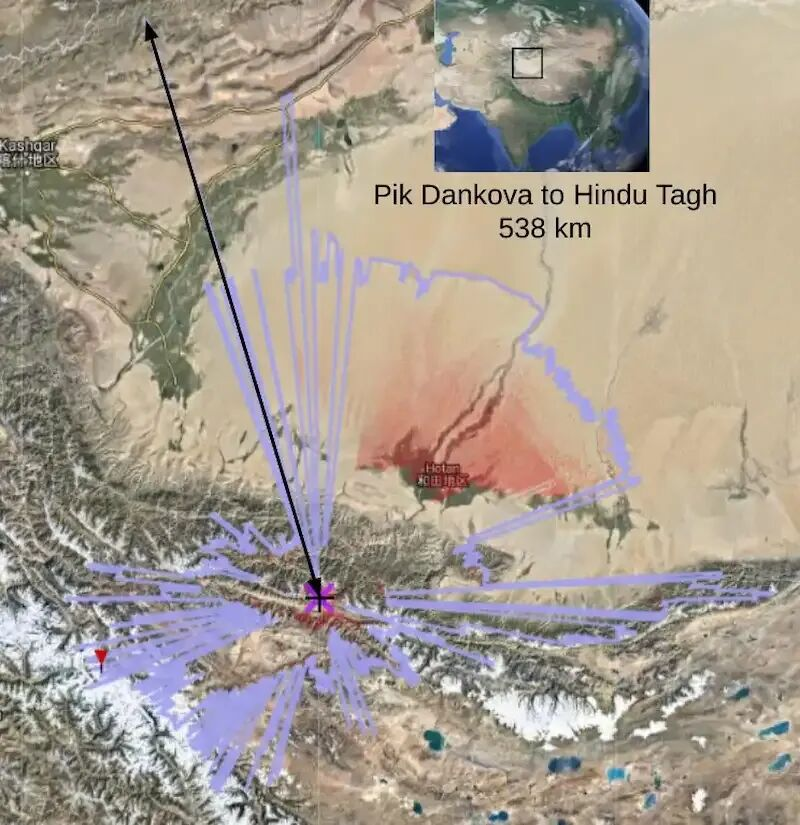 Pik Dankova to Hindu Tagh
538 km
Kashgar
喀什地区
Hotan
和田地区